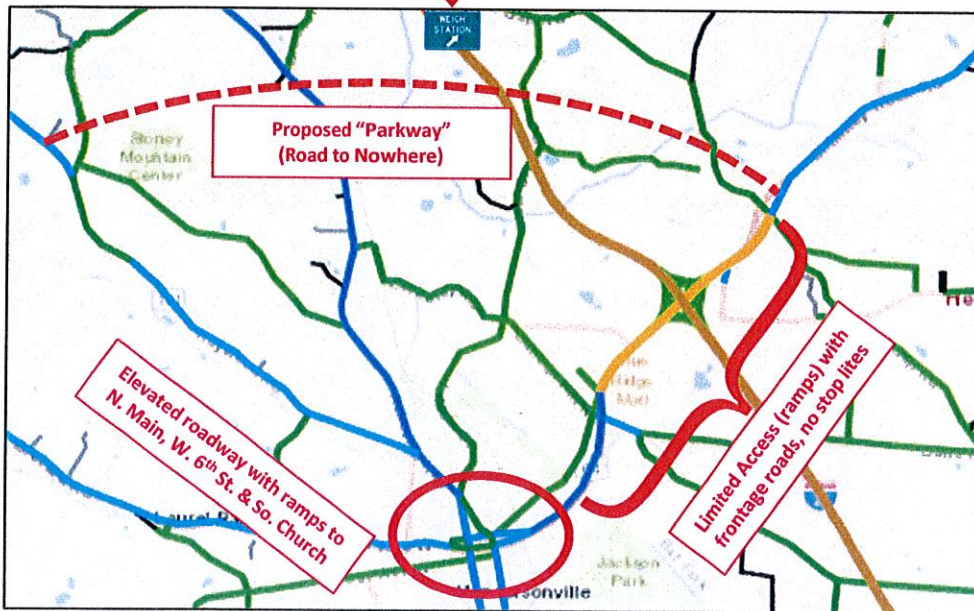 WEIGH
STATION
Proposed “Parkway”
(Road to Nowhere)
Stoney
Mountain
Center
Elevated roadway with ramps to
N. Main, W. 6th St. & So. Church
Limited Access (ramps) with
frontage roads, no stop lites
Mall
Jackson
Park